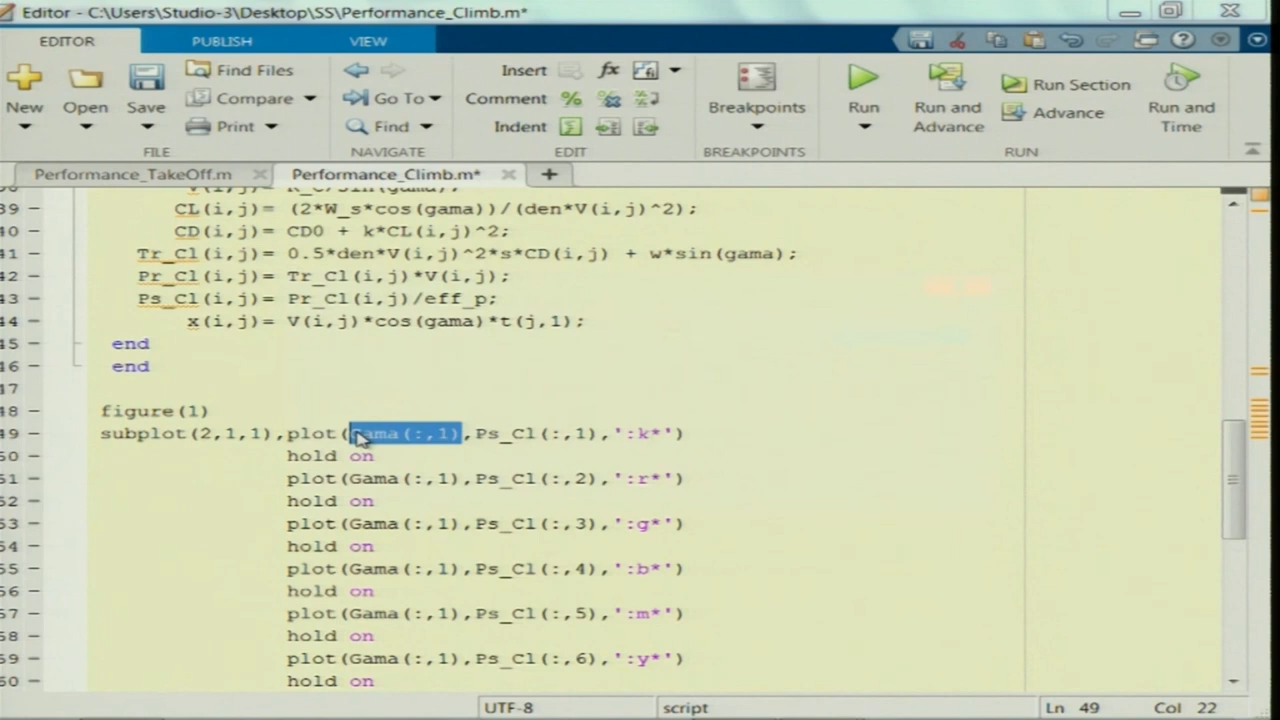 Editor - C:\Users\Studio-3\Desktop\SS\Performance_Climb.m*
EDITOR PUBLISH VIEW
Find Files Insert fx
New Open Save Compare Go To Comment Breakpoints Run Run and Advance Run Section Advance Run and Time
Print Find Indent
FILE NAVIGATE EDIT BREAKPOINTS RUN
Performance_TakeOff.m Performance_Climb.m* +
39 CL(i,j)= (2*W_s*cos(gama))/(den*V(i,j)^2);
40 CD(i,j)= CD0 + k*CL(i,j)^2;
41 Tr_Cl(i,j)= 0.5*den*V(i,j)^2*s*CD(i,j) + w*sin(gama);
42 Pr_Cl(i,j)= Tr_Cl(i,j)*V(i,j);
43 Ps_Cl(i,j)= Pr_Cl(i,j)/eff_p;
44 x(i,j)= V(i,j)*cos(gama)*t(j,1);
45 end
46 end
47
48 figure(1)
49 subplot(2,1,1),plot(Gama(:,1),Ps_Cl(:,1),':k*')
50 hold on
51 plot(Gama(:,1),Ps_Cl(:,2),':r*')
52 hold on
53 plot(Gama(:,1),Ps_Cl(:,3),':g*')
54 hold on
55 plot(Gama(:,1),Ps_Cl(:,4),':b*')
56 hold on
57 plot(Gama(:,1),Ps_Cl(:,5),':m*')
58 hold on
59 plot(Gama(:,1),Ps_Cl(:,6),':y*')
60 hold on
UTF-8 script Ln 49 Col 22